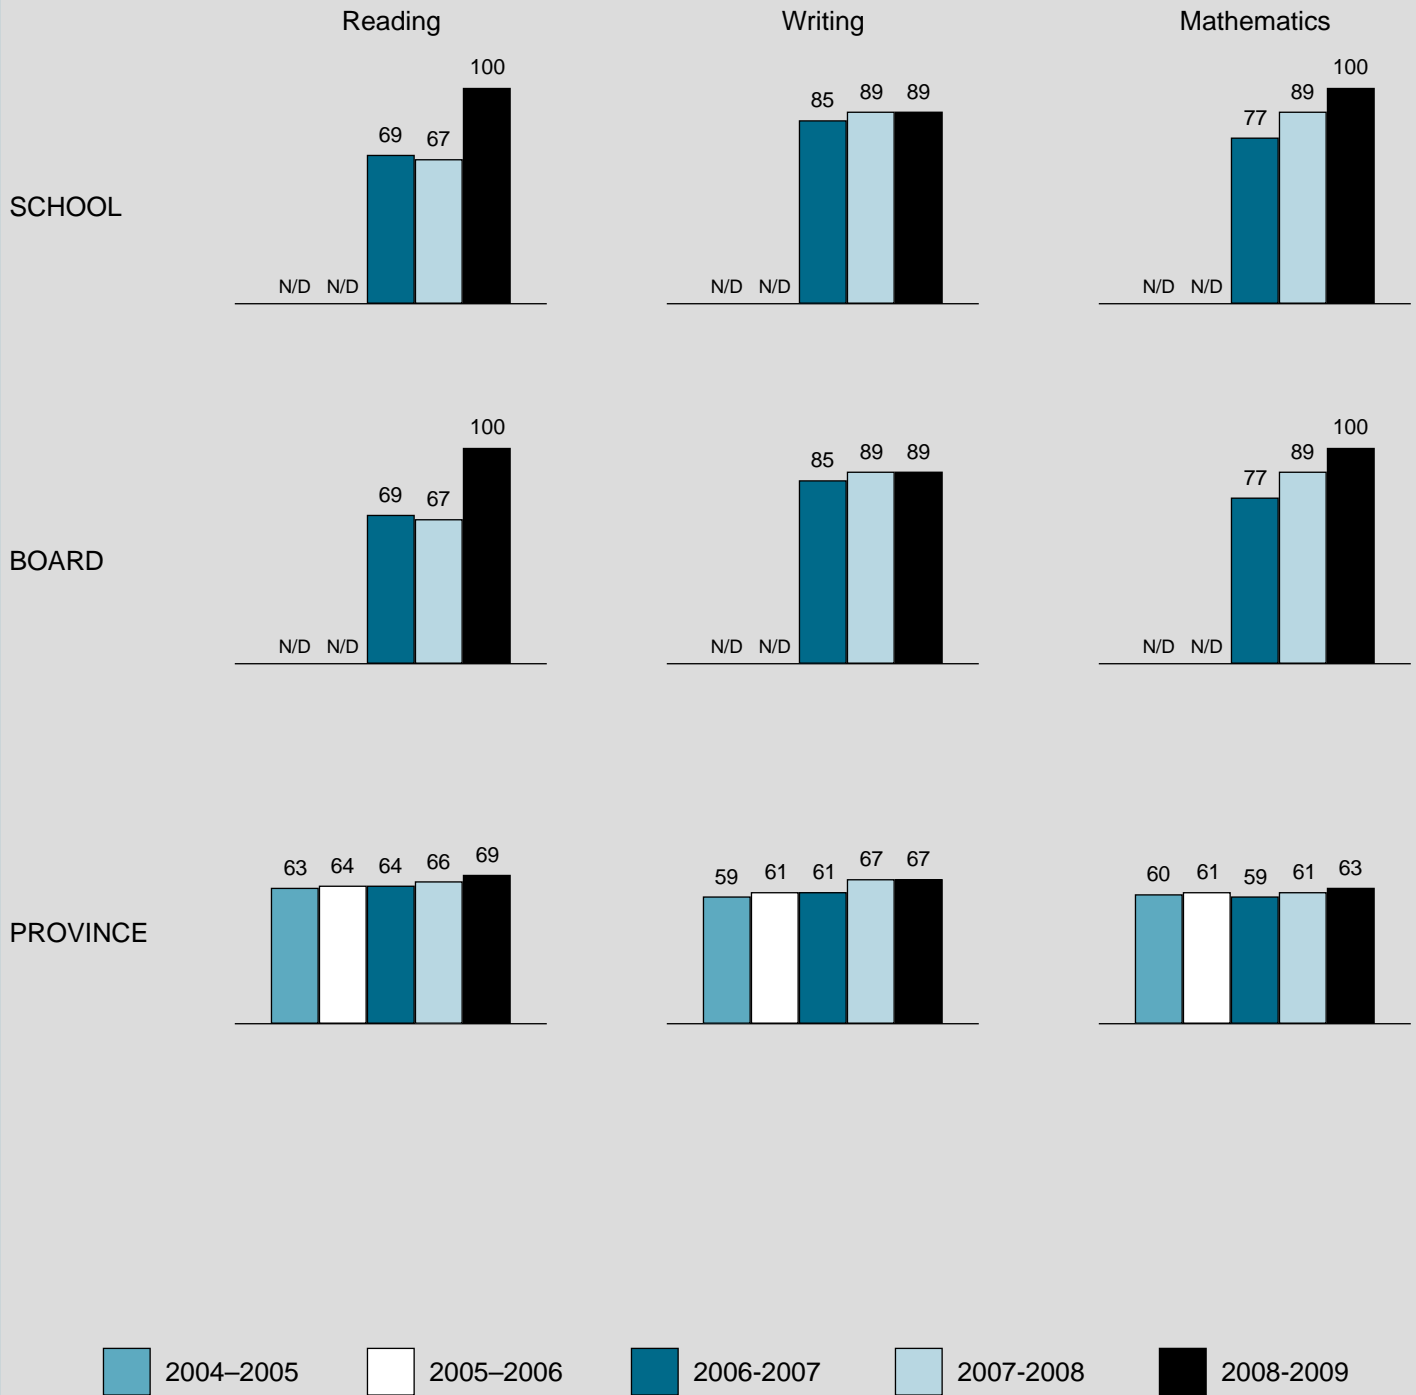 Reading Writing Mathematics
100 100
85 89 89 89
69 67 77
SCHOOL
N/D N/D N/D N/D N/D N/D
100 100
85 89 89 89
69 67 77
BOARD
N/D N/D N/D N/D N/D N/D
63 64 64 66 69 59 61 61 67 67 60 61 59 61 63
PROVINCE
2004–2005 2005–2006 2006-2007 2007-2008 2008-2009